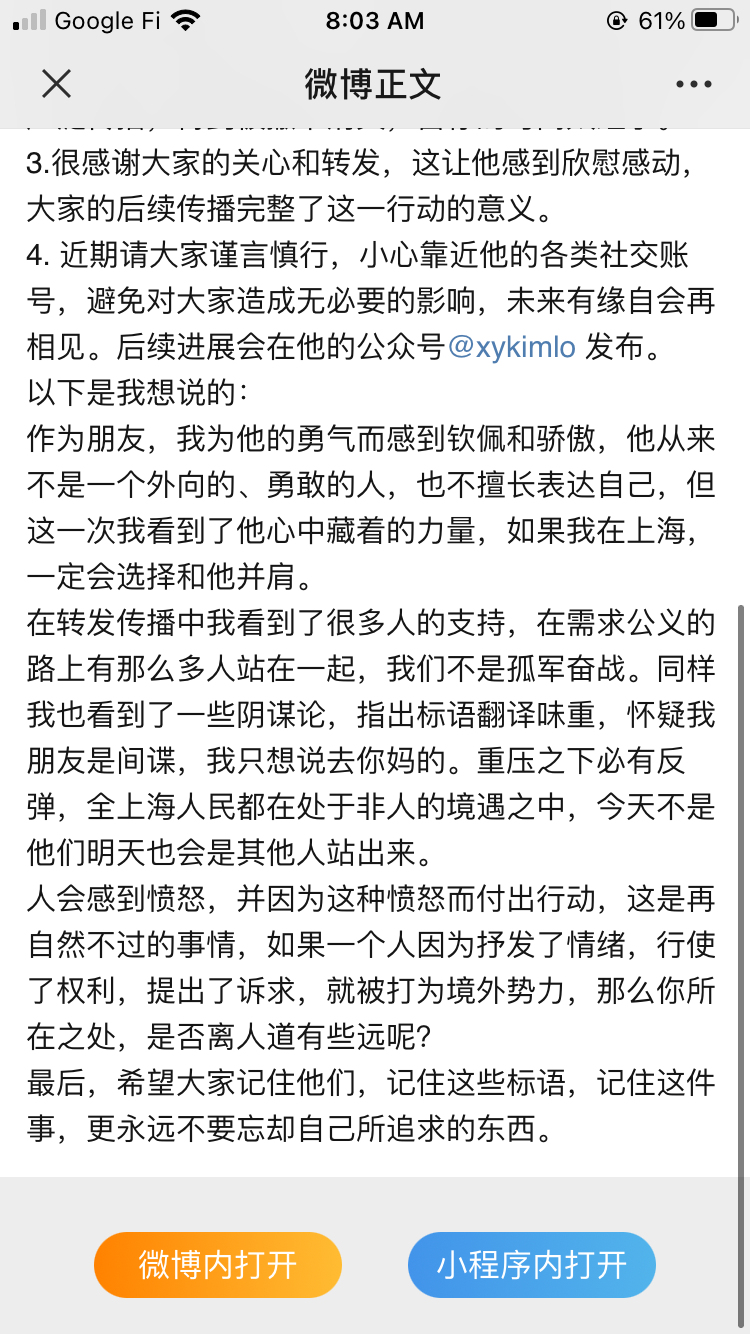 Google Fi
8:03 AM
61%
微博正文
3.很感谢大家的关心和转发，这让他感到欣慰感动，
大家的后续传播完整了这一行动的意义。
4. 近期请大家谨言慎行，小心靠近他的各类社交账
号，避免对大家造成无必要的影响，未来有缘自会再
相见。后续进展会在他的公众号@xykimlo 发布。
以下是我想说的：
作为朋友，我为他的勇气而感到钦佩和骄傲，他从来
不是一个外向的、勇敢的人，也不擅长表达自己，但
这一次我看到了他心中藏着的力量，如果我在上海，
一定会选择和他并肩。
在转发传播中我看到了很多人的支持，在需求公义的
路上有那么多人站在一起，我们不是孤军奋战。同样
我也看到了一些阴谋论，指出标语翻译味重，怀疑我
朋友是间谍，我只想说去你妈的。重压之下必有反
弹，全上海人民都在处于非人的境遇之中，今天不是
他们明天也会是其他人站出来。
人会感到愤怒，并因为这种愤怒而付出行动，这是再
自然不过的事情，如果一个人因为抒发了情绪，行使
了权利，提出了诉求，就被打为境外势力，那么你所
在之处，是否离人道有些远呢？
最后，希望大家记住他们，记住这些标语，记住这件
事，更永远不要忘却自己所追求的东西。
微博内打开
小程序内打开